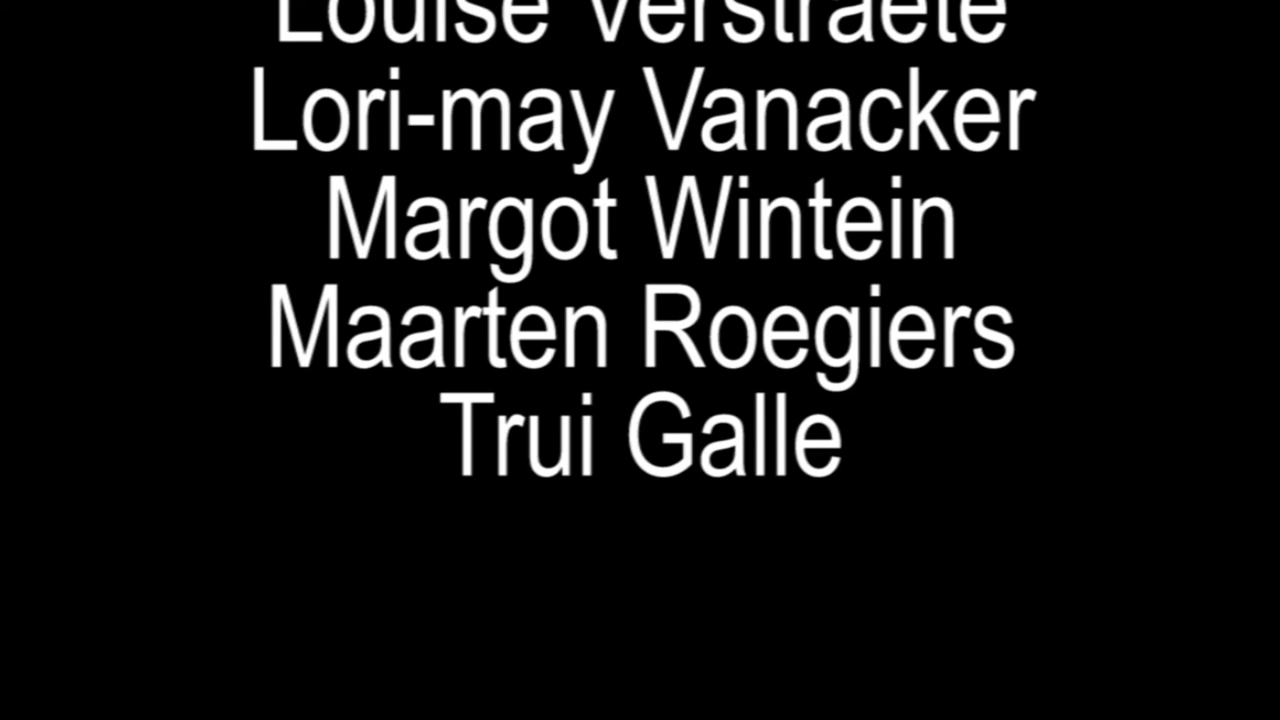 Louise Verstraete
Lori-may Vanacker
Margot Wintein
Maarten Roegiers
Trui Galle